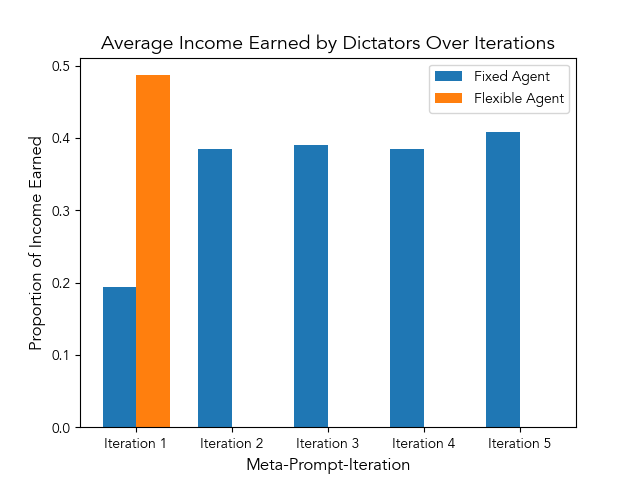 Average Income Earned by Dictators Over Iterations
Fixed Agent
Flexible Agent
Proportion of Income Earned
0.5
0.4
0.3
0.2
0.1
0.0
Iteration 1 Iteration 2 Iteration 3 Iteration 4 Iteration 5
Meta-Prompt-Iteration